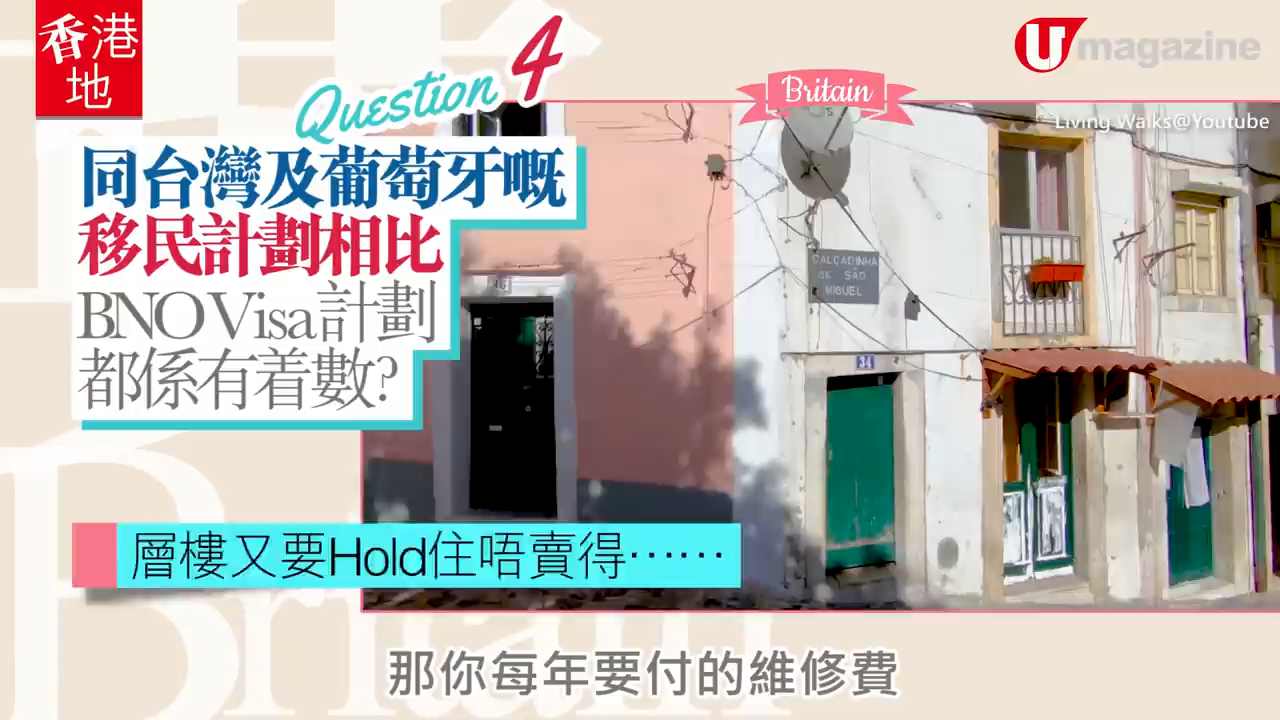 香港
地
U magazine
Question 4
Britain
Living Walks@Youtube
同台灣及葡萄牙嘅
移民計劃相比
BNO Visa計劃
都係有着數?
CALÇADINHA
DE SÃO
MIGUEL
34
層樓又要Hold住唔賣得……
那你每年要付的維修費
Britain